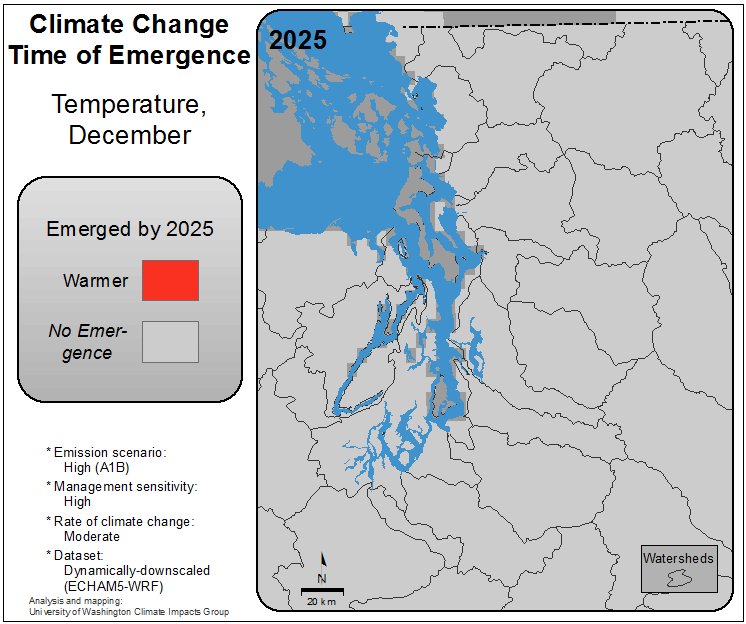 Climate Change
Time of Emergence
Temperature,
December
Emerged by 2025
Warmer
No Emer-
gence
* Emission scenario:
High (A1B)
* Management sensitivity:
High
* Rate of climate change:
Moderate
* Dataset:
Dynamically-downscaled
(ECHAM5-WRF)
Analysis and mapping:
University of Washington Climate Impacts Group
2025
N
20 km
Watersheds